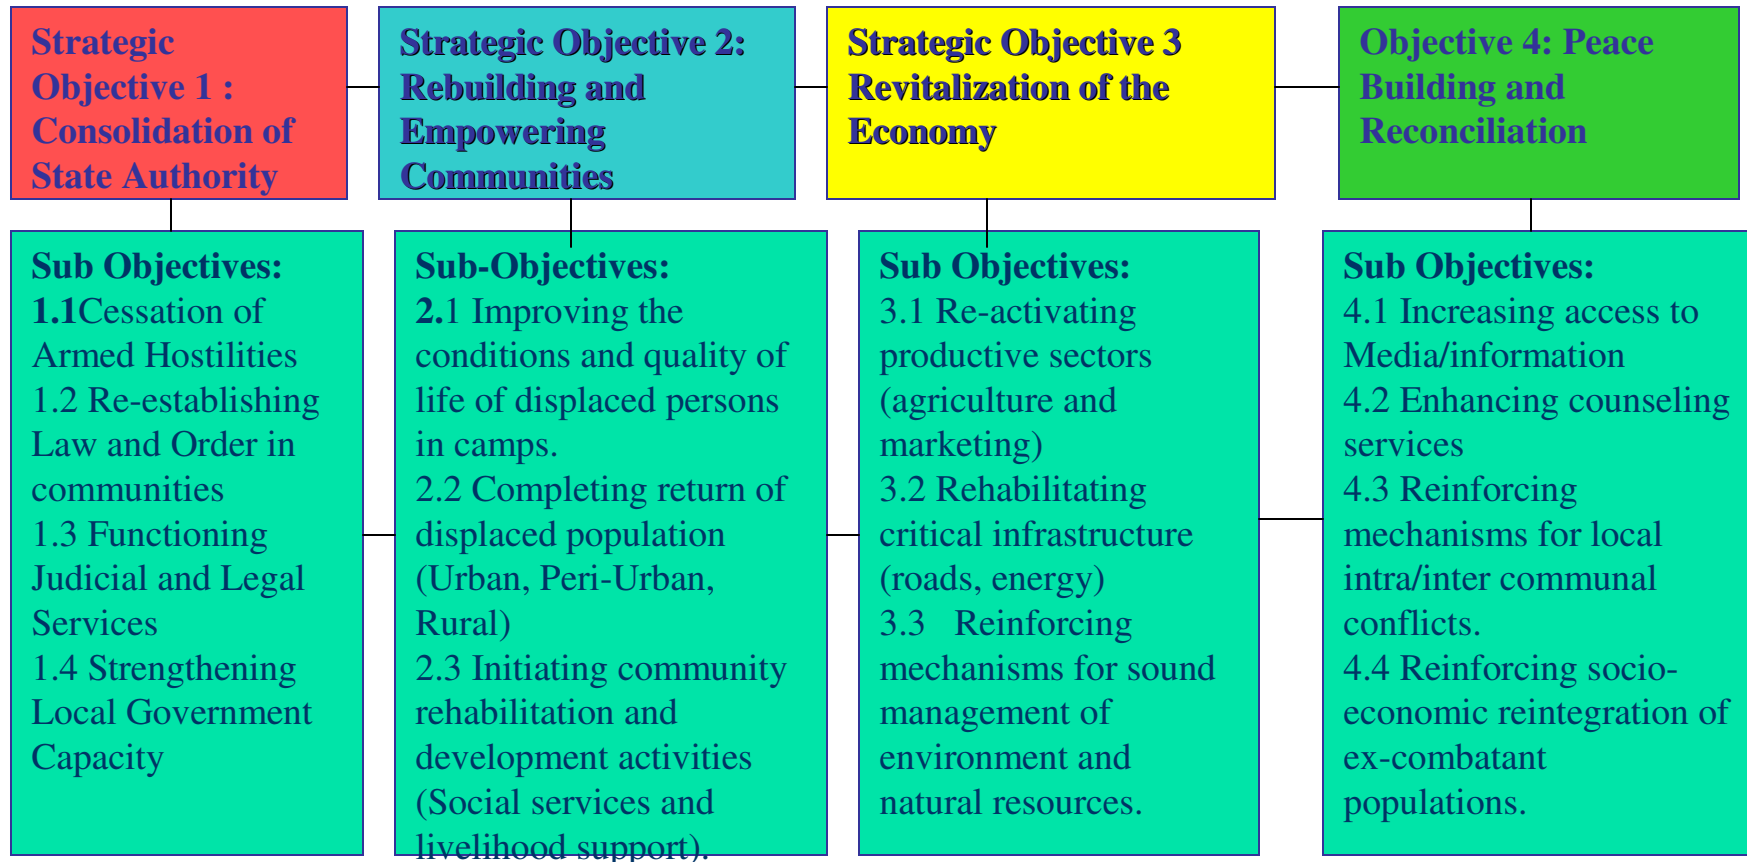 Strategic
Objective 1 :
Consolidation of
State Authority
Strategic Objective 2:
Rebuilding and
Empowering
Communities
Strategic Objective 3
Revitalization of the
Economy
Objective 4: Peace
Building and
Reconciliation
Sub Objectives:
1.1Cessation of
Armed Hostilities
1.2 Re-establishing
Law and Order in
communities
1.3 Functioning
Judicial and Legal
Services
1.4 Strengthening
Local Government
Capacity
Sub-Objectives:
2.1 Improving the
conditions and quality of
life of displaced persons
in camps.
2.2 Completing return of
displaced population
(Urban, Peri-Urban,
Rural)
2.3 Initiating community
rehabilitation and
development activities
(Social services and
livelihood support).
Sub Objectives:
3.1 Re-activating
productive sectors
(agriculture and
marketing)
3.2 Rehabilitating
critical infrastructure
(roads, energy)
3.3 Reinforcing
mechanisms for sound
management of
environment and
natural resources.
Sub Objectives:
4.1 Increasing access to
Media/information
4.2 Enhancing counseling
services
4.3 Reinforcing
mechanisms for local
intra/inter communal
conflicts.
4.4 Reinforcing socio-
economic reintegration of
ex-combatant
populations.